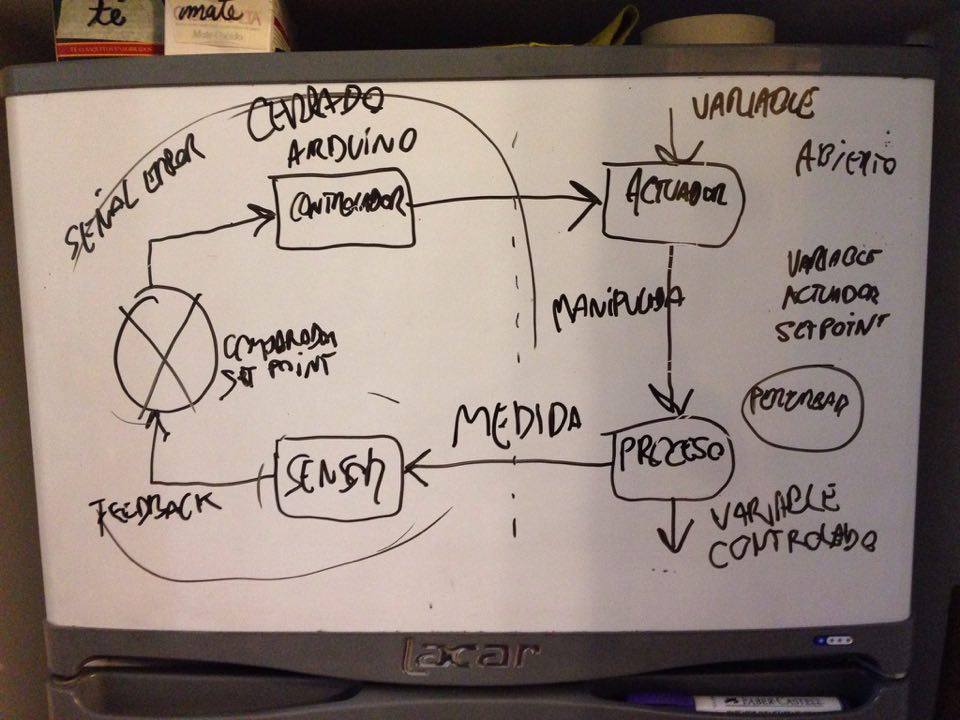 té
mate
CERRADO
ARDUINO
SEÑAL ERROR
CONTROLADOR
VARIABLE
ACTUADOR
ABIERTO
MANIPULADA
VARIABLE
ACTUADOR
SETPOINT
COMPARADOR
SET POINT
PERTURBAR
MEDIDA
PROCESO
SENSOR
FEEDBACK
VARIABLE
CONTROLADO
Lacar
FABER-CASTELL